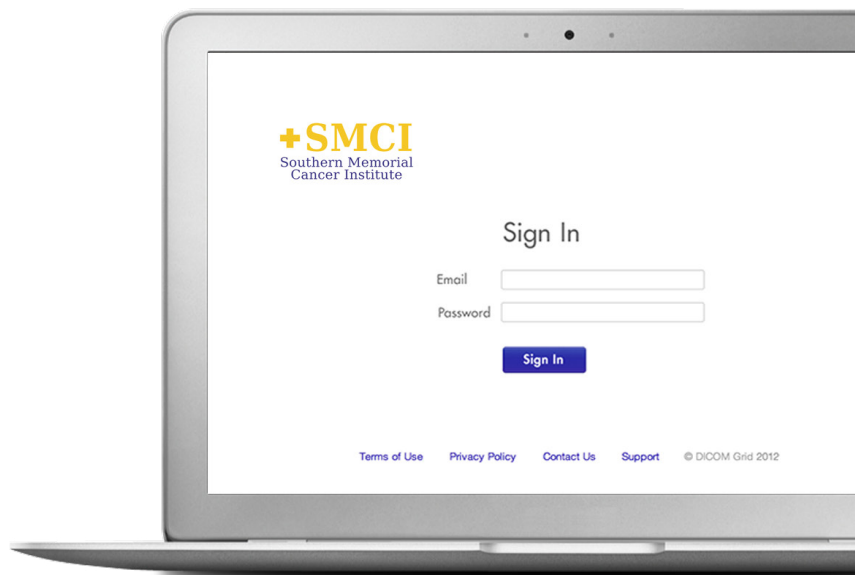 SMCI
Southern Memorial
Cancer Institute
Sign In
Email
Password
Sign In
Terms of Use Privacy Policy Contact Us Support © DICOM Grid 2012